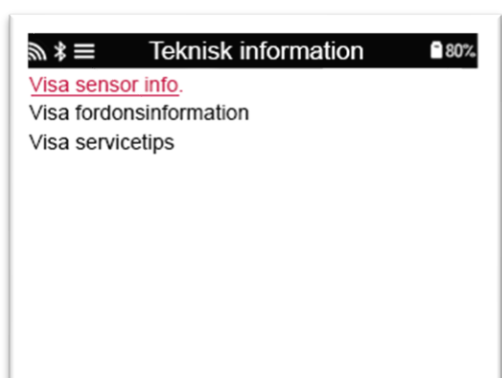 Teknisk information 80%
Visa sensor info.
Visa fordonsinformation
Visa servicetips